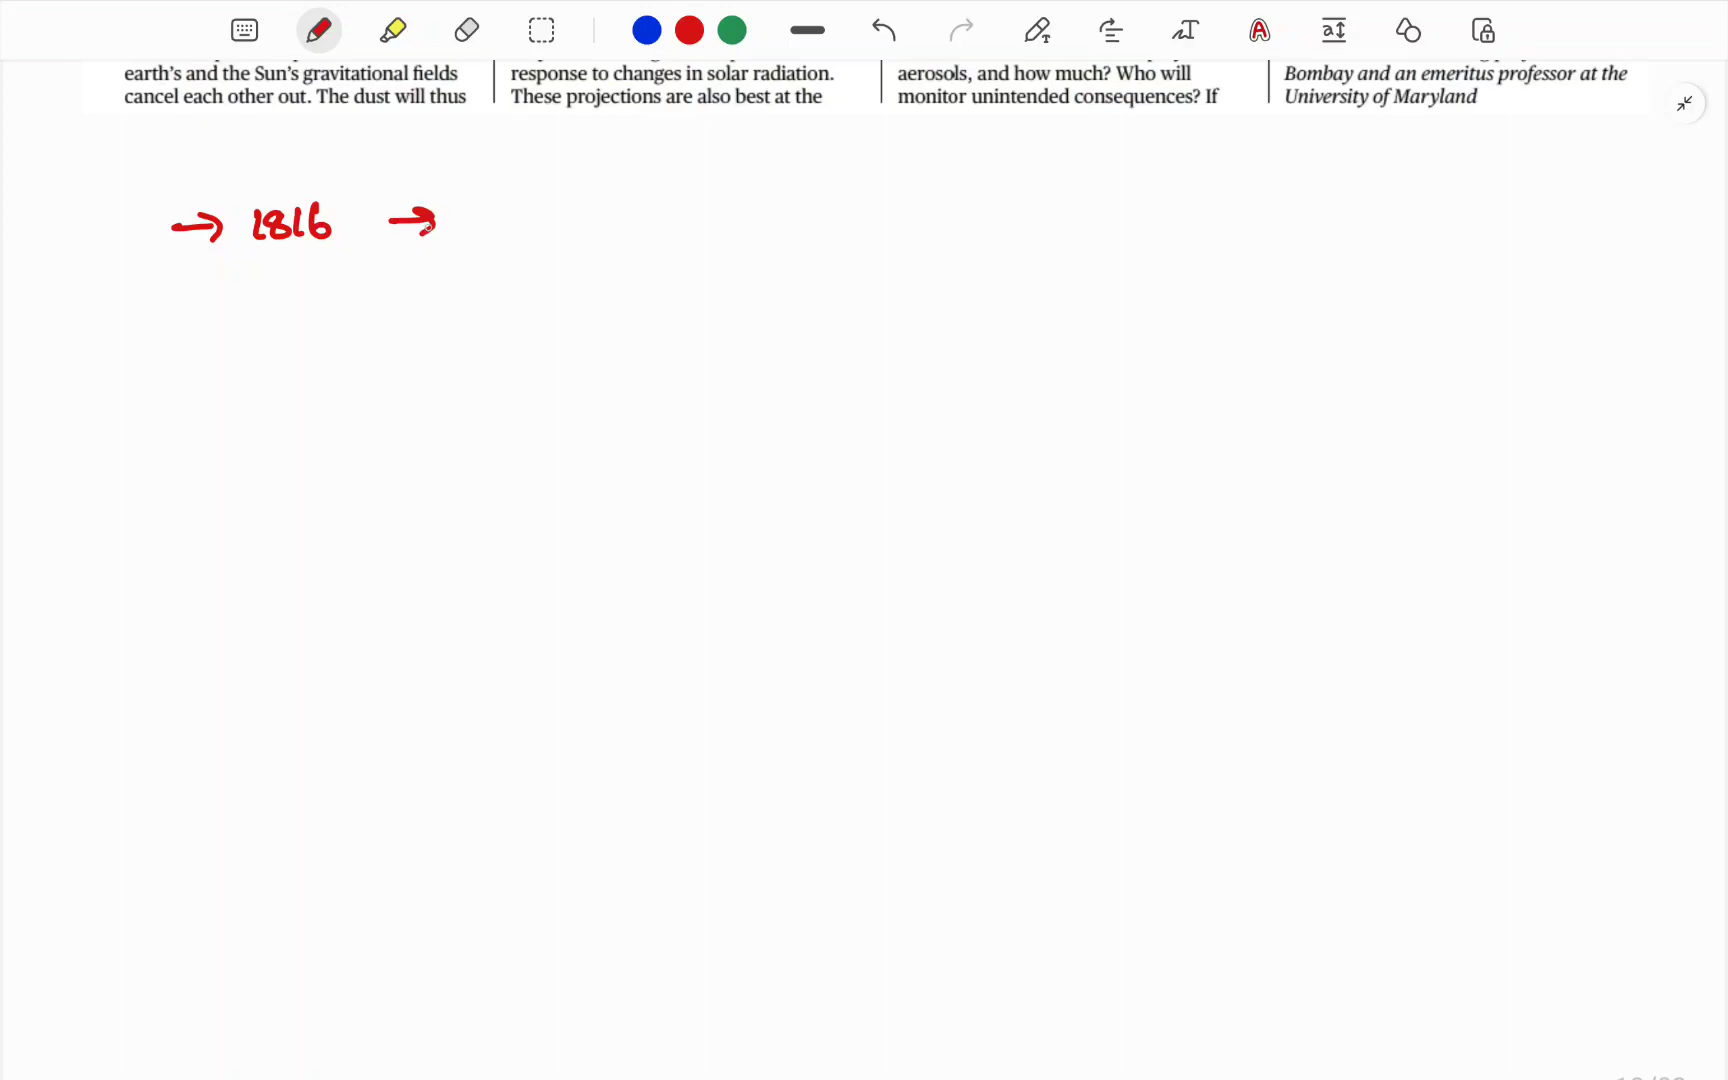 earth's and the Sun's gravitational fields
cancel each other out. The dust will thus
response to changes in solar radiation.
These projections are also best at the
aerosols, and how much? Who will
monitor unintended consequences? If
Bombay and an emeritus professor at the
University of Maryland
→ 1816 →